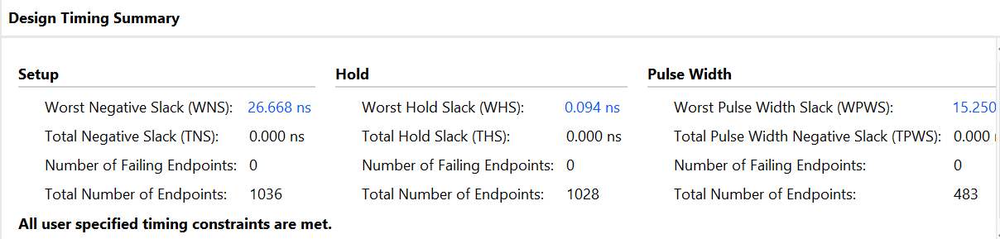 Design Timing Summary
Setup Hold Pulse Width
Worst Negative Slack (WNS): 26.668 ns Worst Hold Slack (WHS): 0.094 ns Worst Pulse Width Slack (WPWS): 15.250
Total Negative Slack (TNS): 0.000 ns Total Hold Slack (THS): 0.000 ns Total Pulse Width Negative Slack (TPWS): 0.000
Number of Failing Endpoints: 0 Number of Failing Endpoints: 0 Number of Failing Endpoints: 0
Total Number of Endpoints: 1036 Total Number of Endpoints: 1028 Total Number of Endpoints: 483
All user specified timing constraints are met.